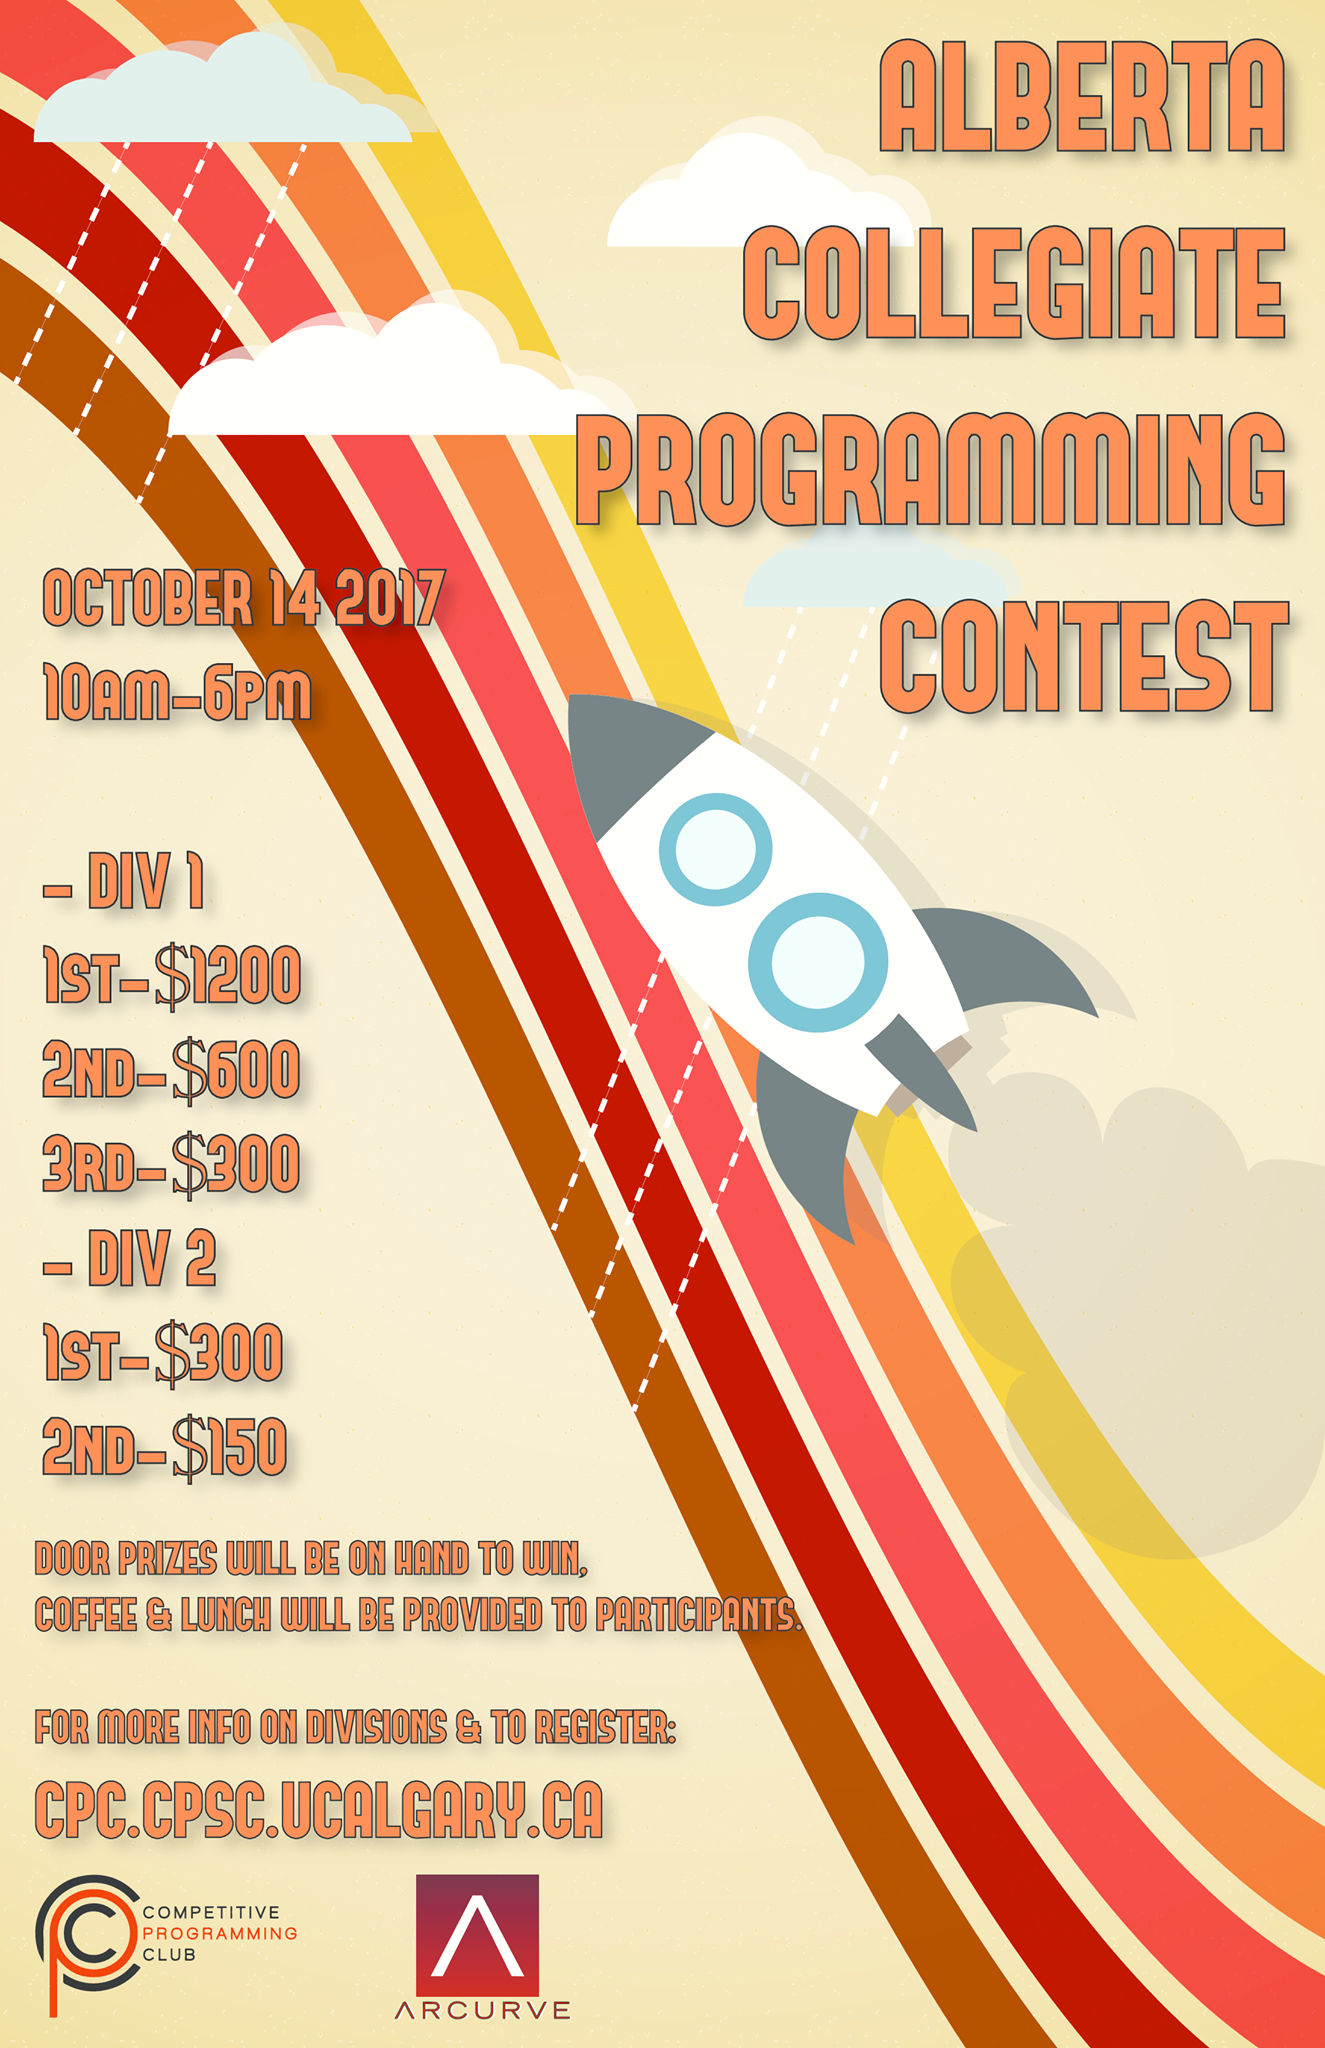 ALBERTA
COLLEGIATE
PROGRAMMING
CONTEST
OCTOBER 14 2017
10AM-6PM
- DIV 1
1ST-$1200
2ND-$600
3RD-$300
- DIV 2
1ST-$300
2ND-$150
DOOR PRIZES WILL BE ON HAND TO WIN,
COFFEE & LUNCH WILL BE PROVIDED TO PARTICIPANTS.
FOR MORE INFO ON DIVISIONS & TO REGISTER:
CPC.CPSC.UCALGARY.CA
COMPETITIVE
PROGRAMMING
CLUB
ARCURVE